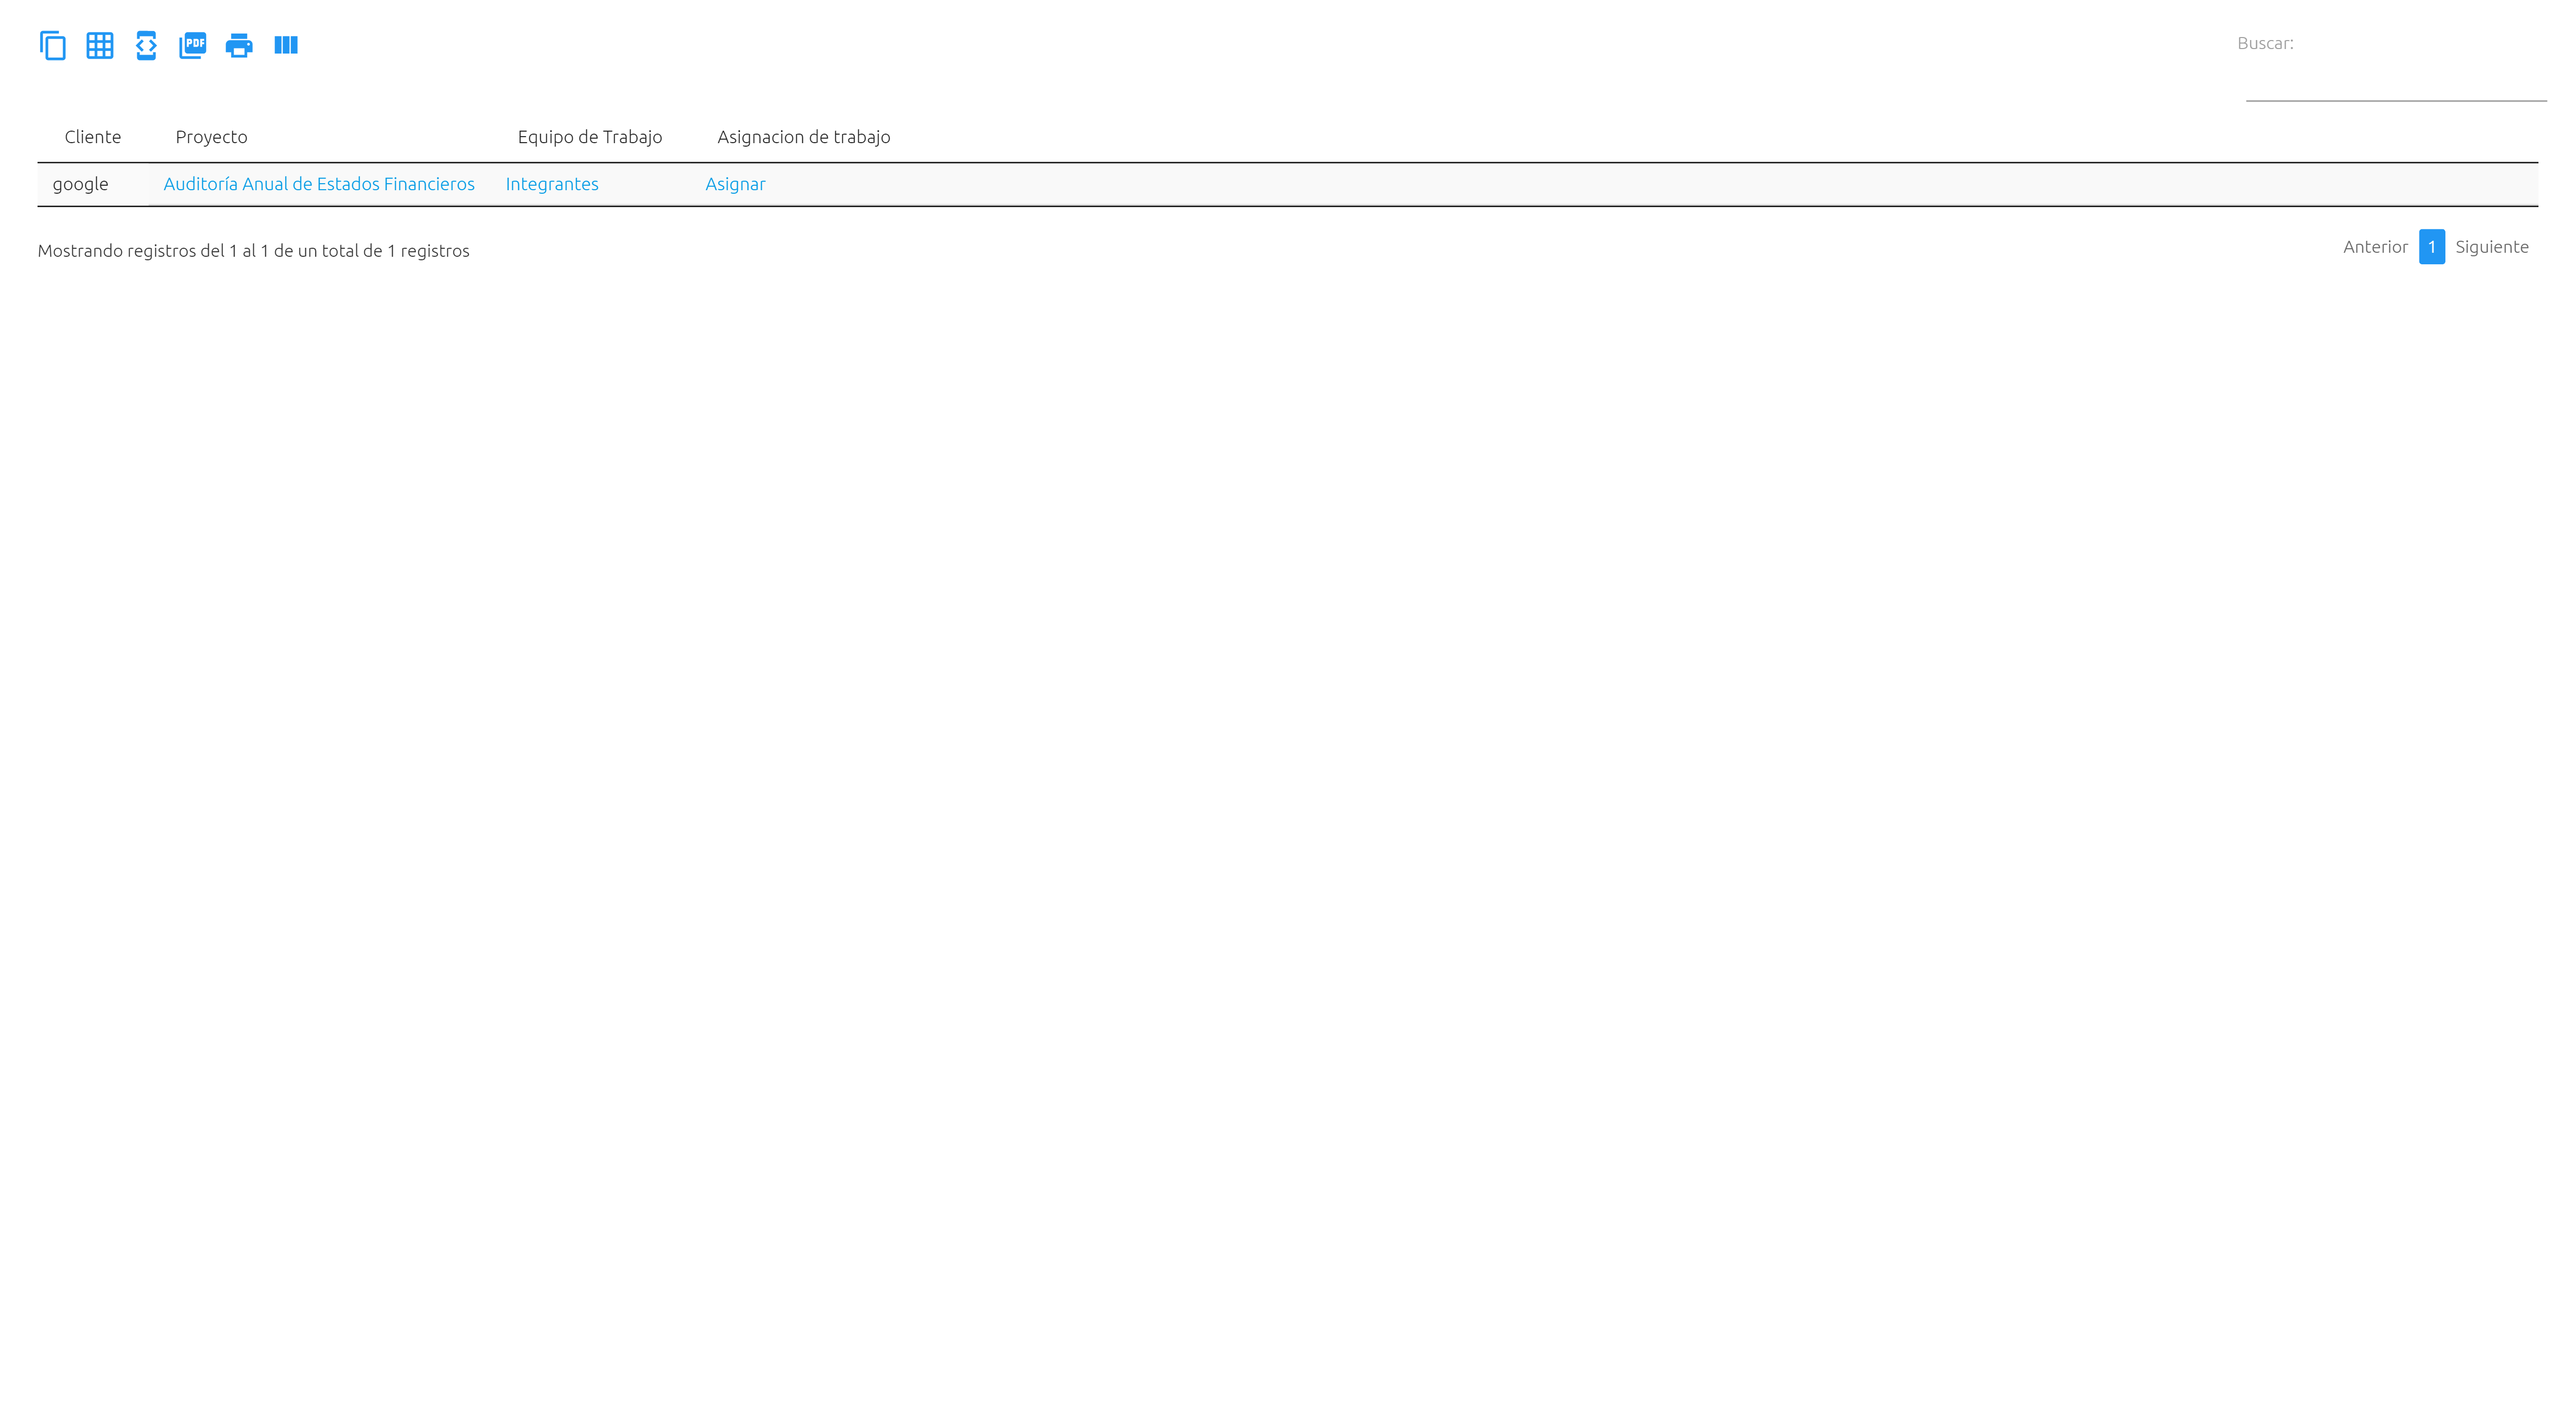 PDF
Buscar:
Cliente Proyecto Equipo de Trabajo Asignacion de trabajo
google Auditoría Anual de Estados Financieros Integrantes Asignar
Mostrando registros del 1 al 1 de un total de 1 registros
Anterior 1 Siguiente